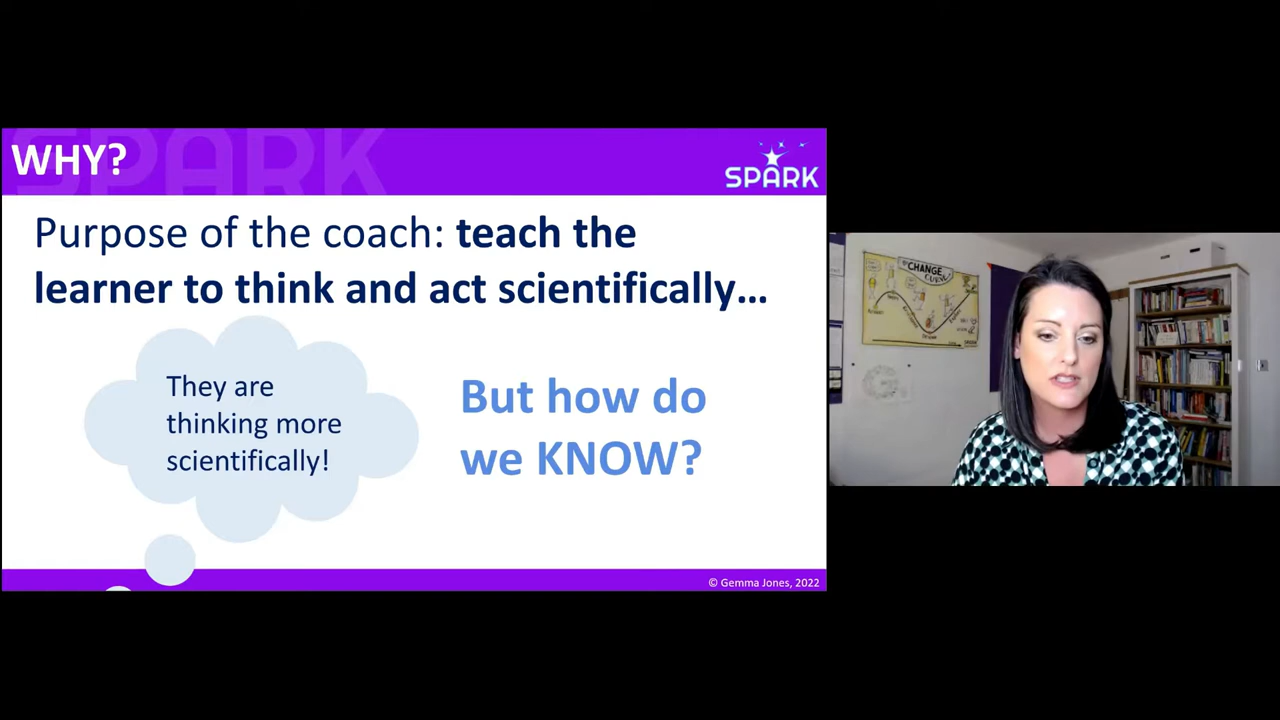 WHY?
SPARK
SPARK
Purpose of the coach: teach the
learner to think and act scientifically...
They are
thinking more
scientifically!
But how do
we KNOW?
© Gemma Jones, 2022
CHANGE
CURVE